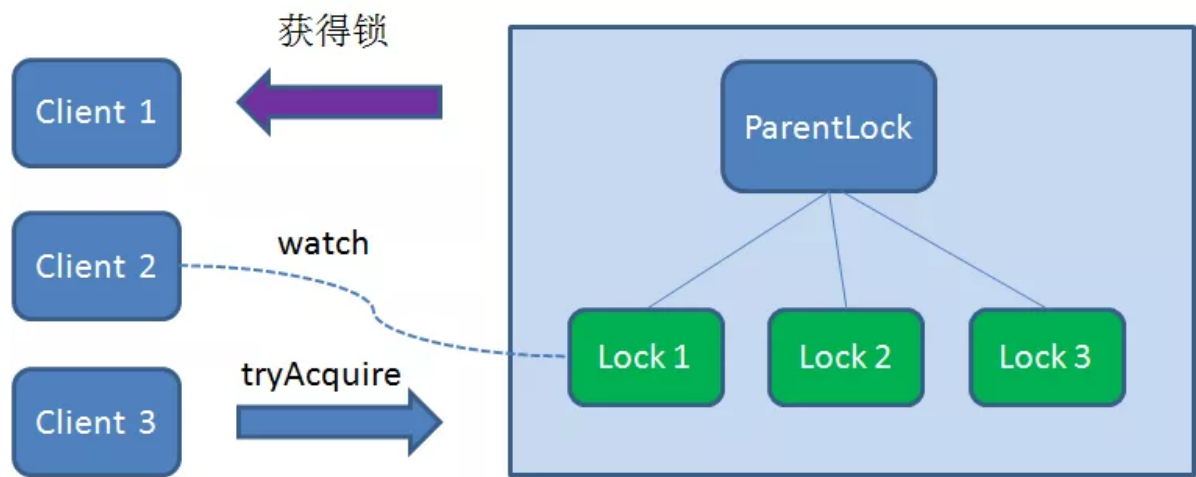 获得锁
Client 1
ParentLock
Client 2
watch
Lock 1
Lock 2
Lock 3
tryAcquire
Client 3